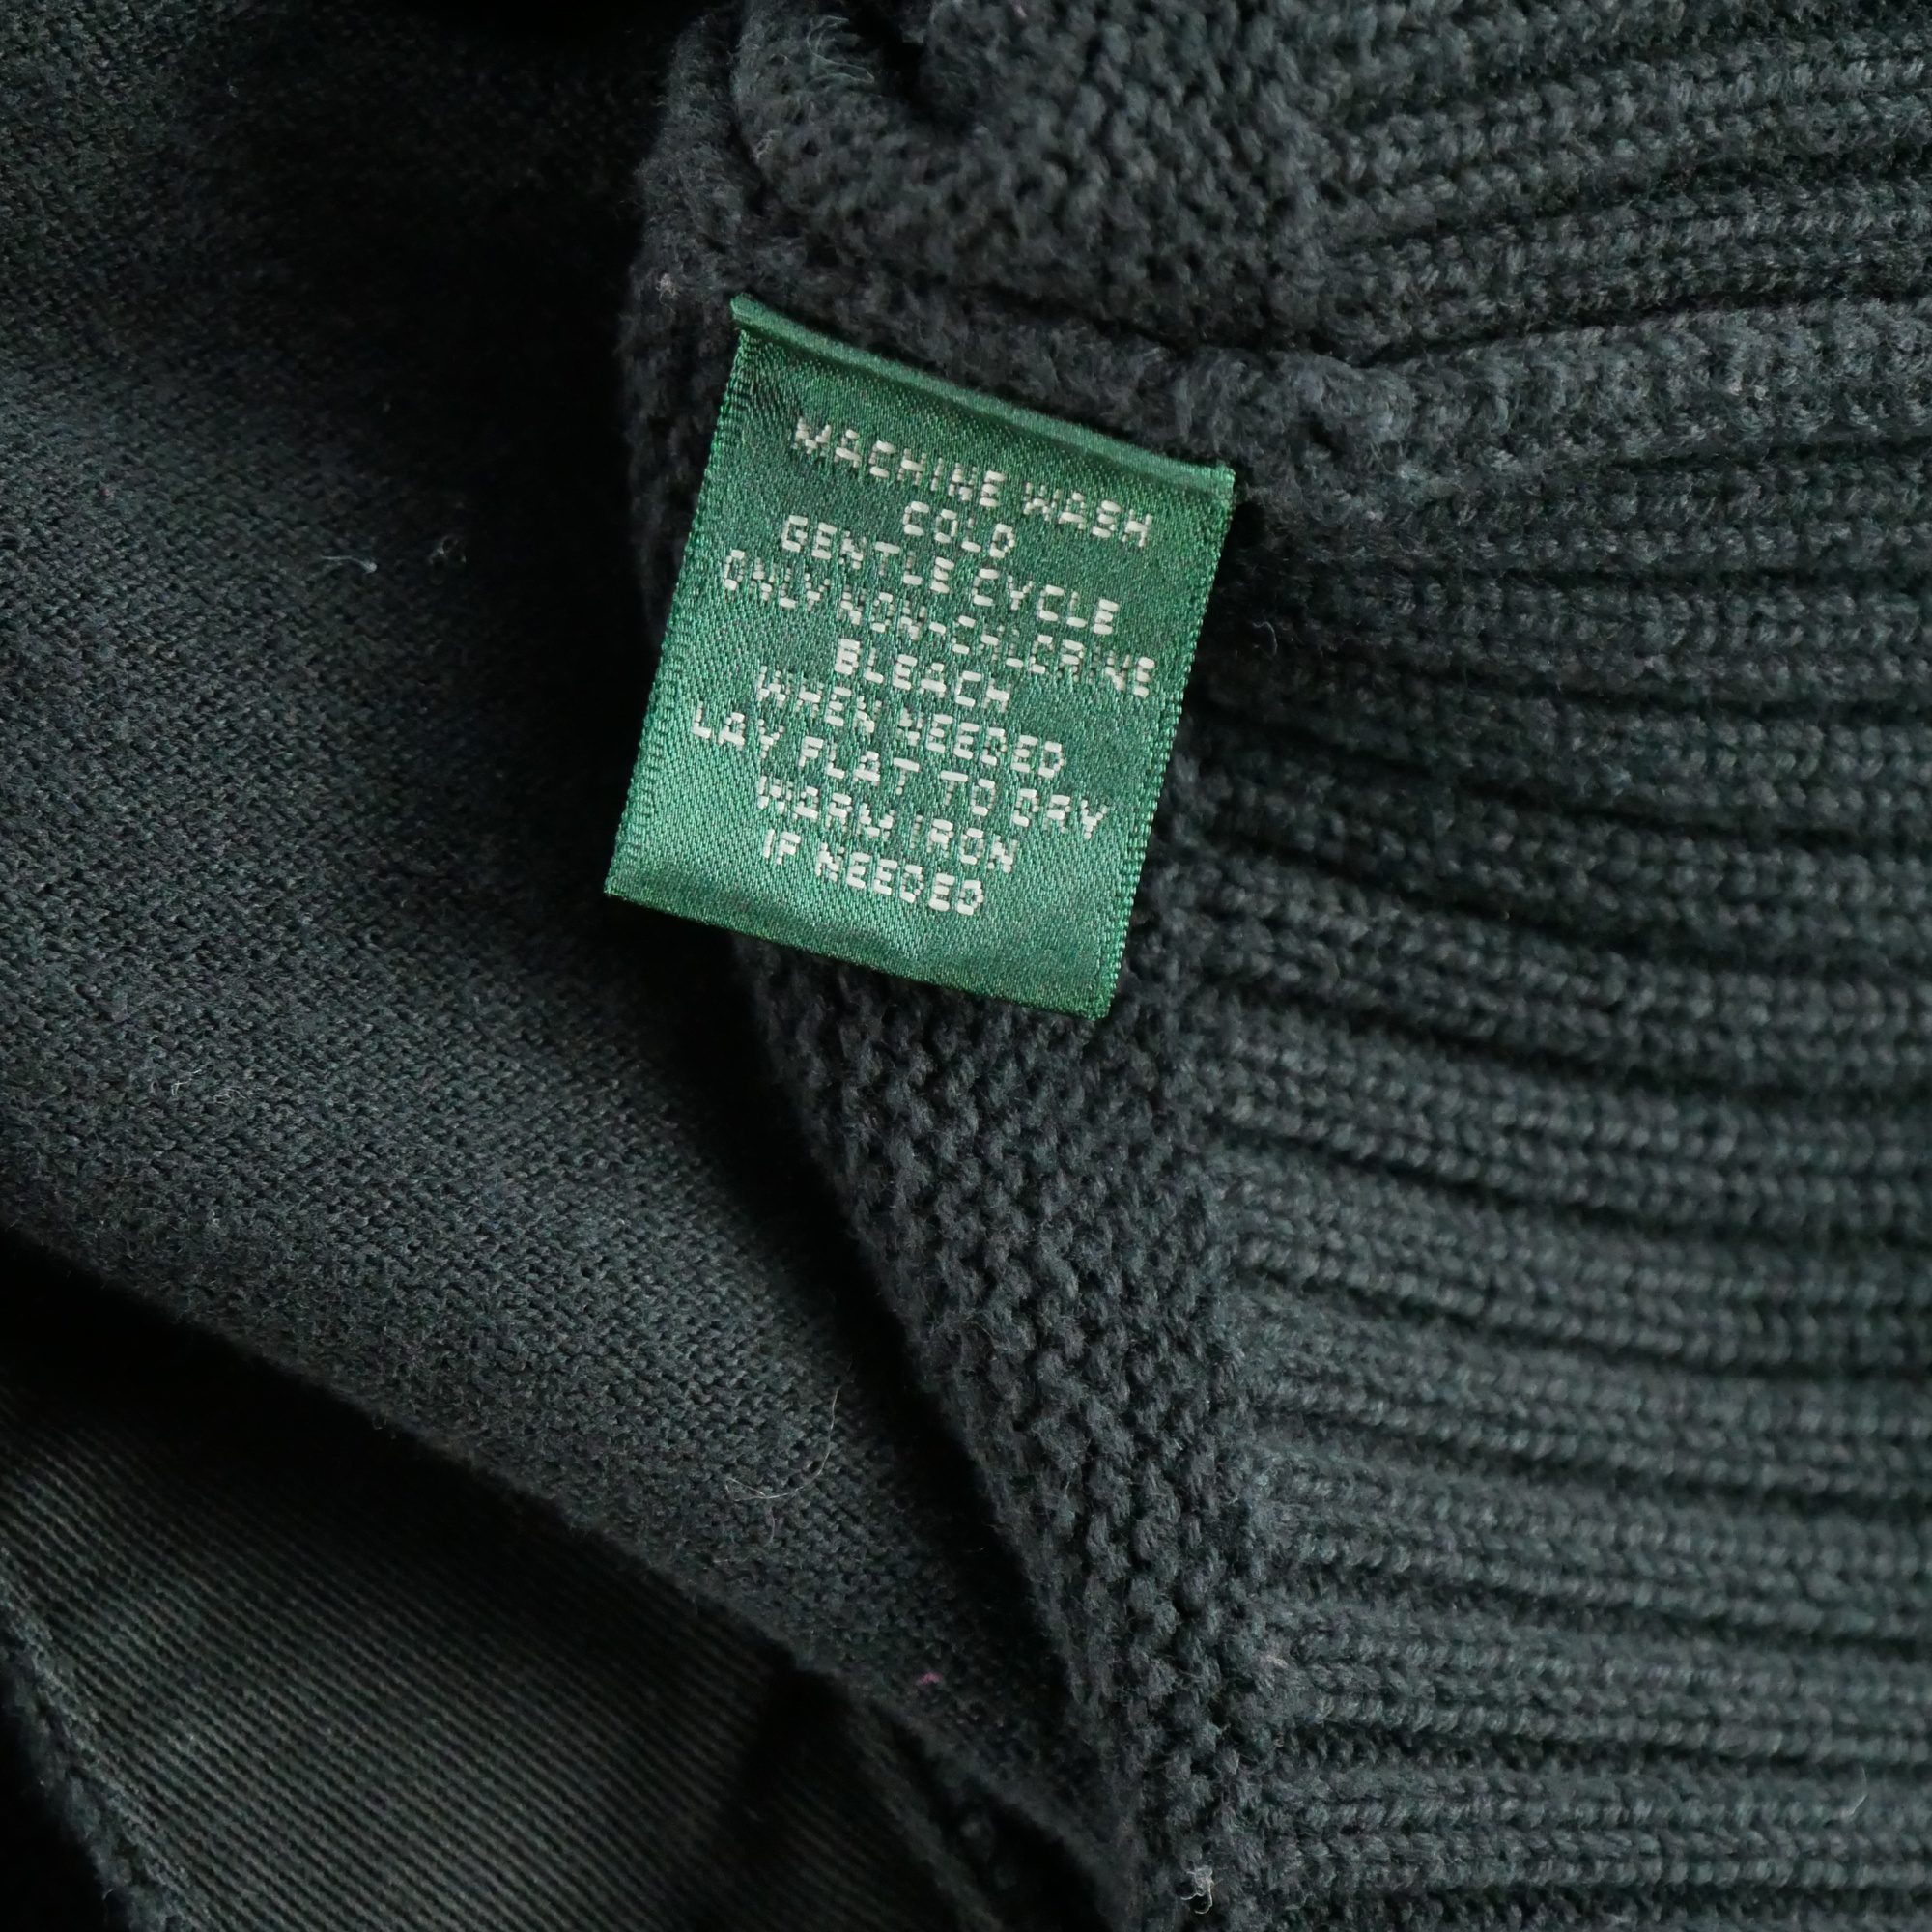 MACHINE WASH
COLD
GENTLE CYCLE
ONLY NON-CHLORINE
BLEACH
WHEN NEEDED
LAY FLAT TO DRY
WARM IRON
IF NEEDED